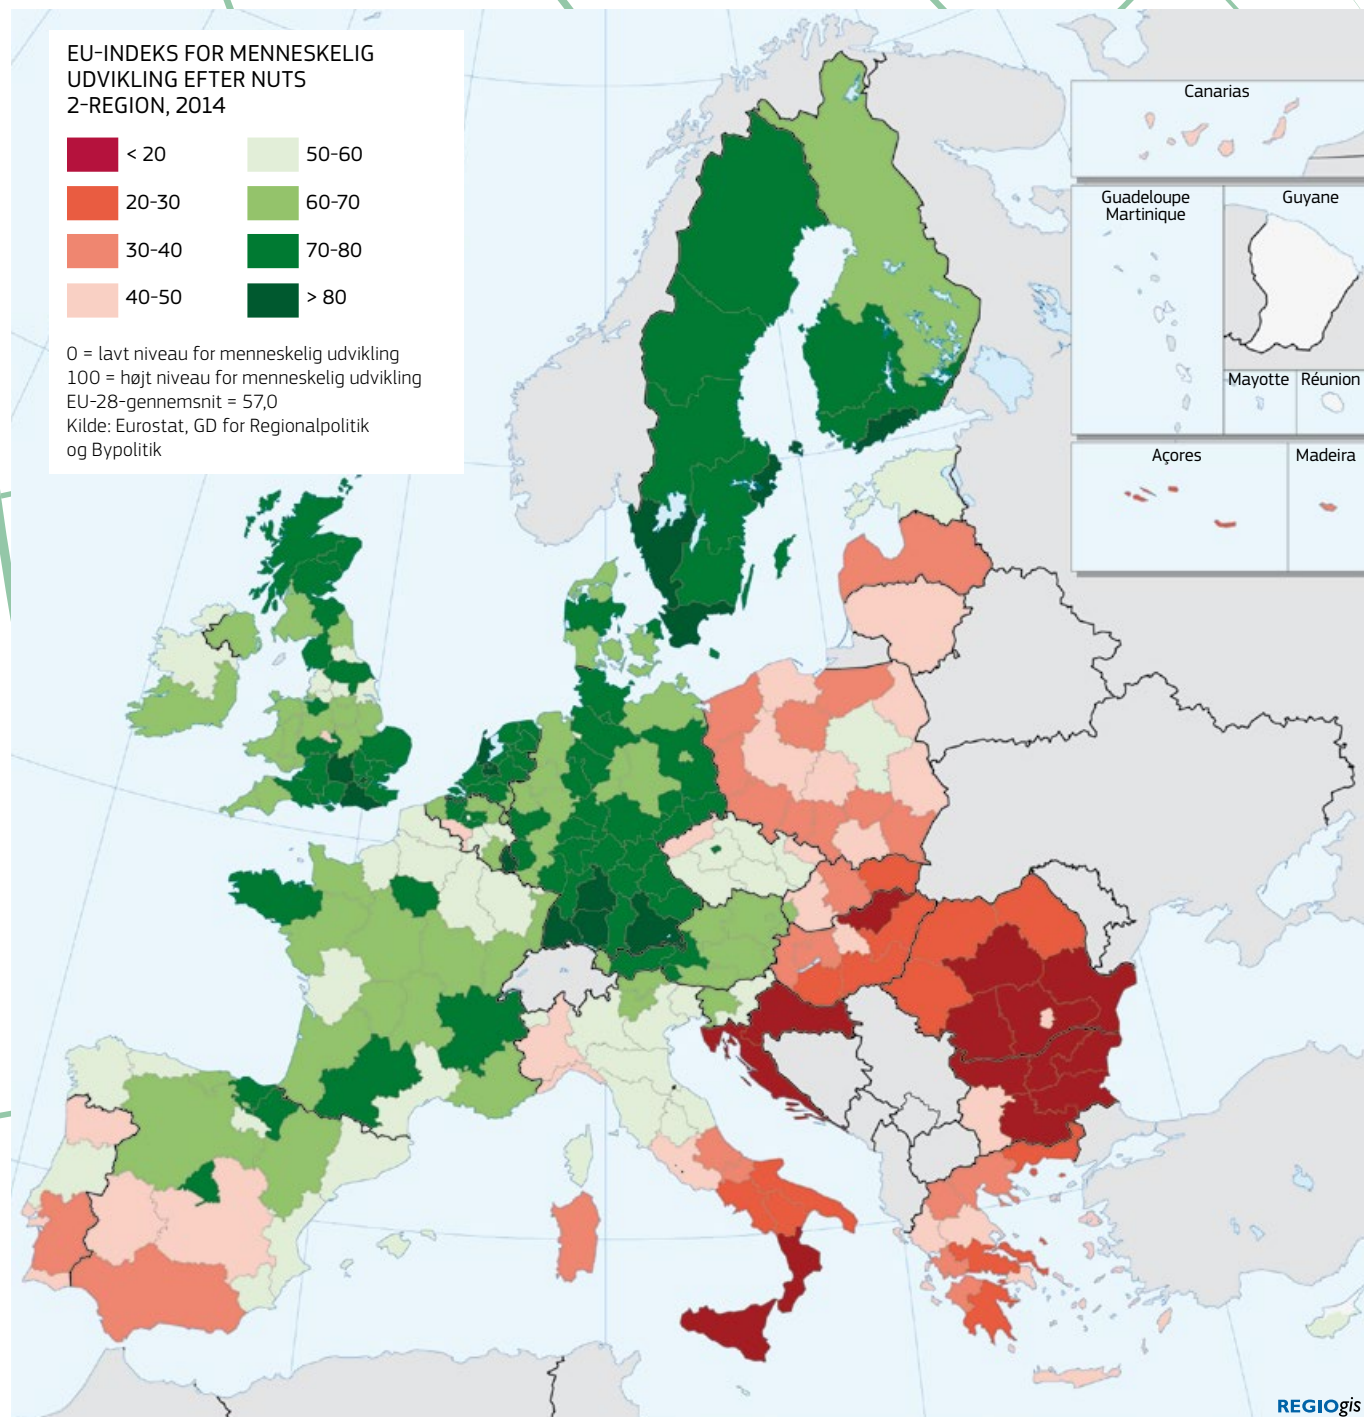 EU-INDEKS FOR MENNESKELIG
UDVIKLING EFTER NUTS
2-REGION, 2014
< 20
20-30
30-40
40-50
50-60
60-70
70-80
> 80
0 = lavt niveau for menneskelig udvikling
100 = højt niveau for menneskelig udvikling
EU-28-gennemsnit = 57,0
Kilde: Eurostat, GD for Regionalpolitik
og Bypolitik
Canarias
Guadeloupe
Martinique
Guyane
Mayotte
Réunion
Açores
Madeira
REGIOgis